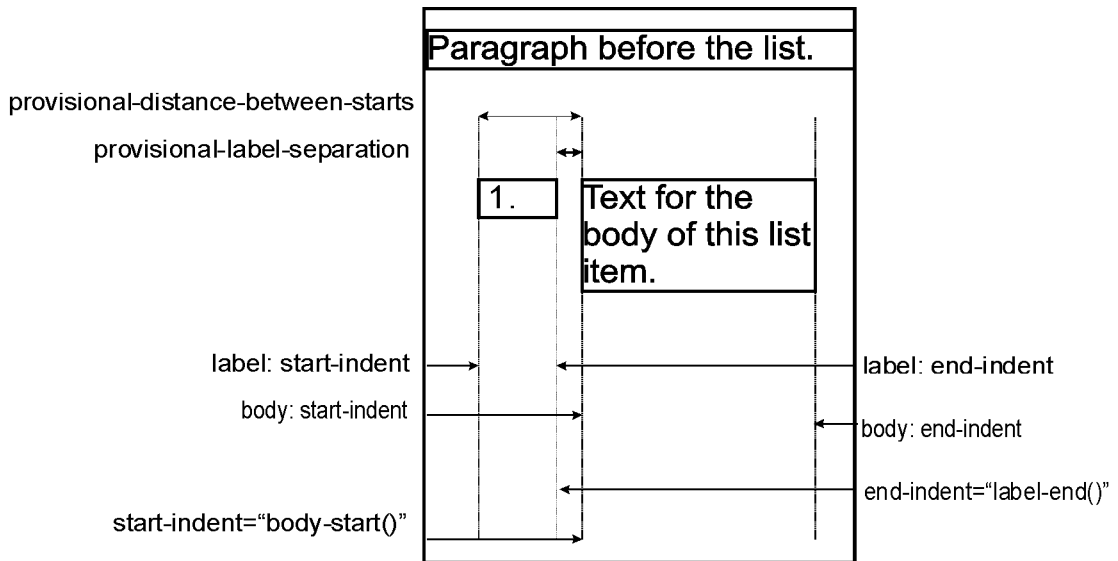 Paragraph before the list.
provisional-distance-between-starts
provisional-label-separation
1.
Text for the
body of this list
item.
label: start-indent
label: end-indent
body: start-indent
body: end-indent
end-indent=“label-end()”
start-indent=“body-start()”